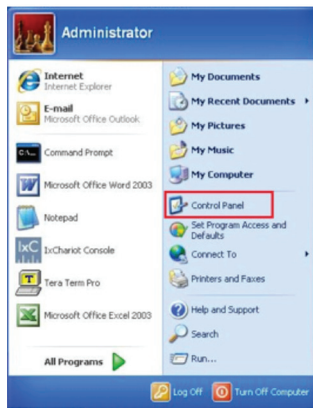 Administrator
Internet
Internet Explorer
E-mail
Microsoft Office Outlook
Command Prompt
Microsoft Office Word 2003
Notepad
IxChariot Console
Tera Term Pro
Microsoft Office Excel 2003
All Programs
My Documents
My Recent Documents
My Pictures
My Music
My Computer
Control Panel
Set Program Access and
Defaults
Connect To
Printers and Faxes
Help and Support
Search
Run...
Log Off
Turn Off Computer